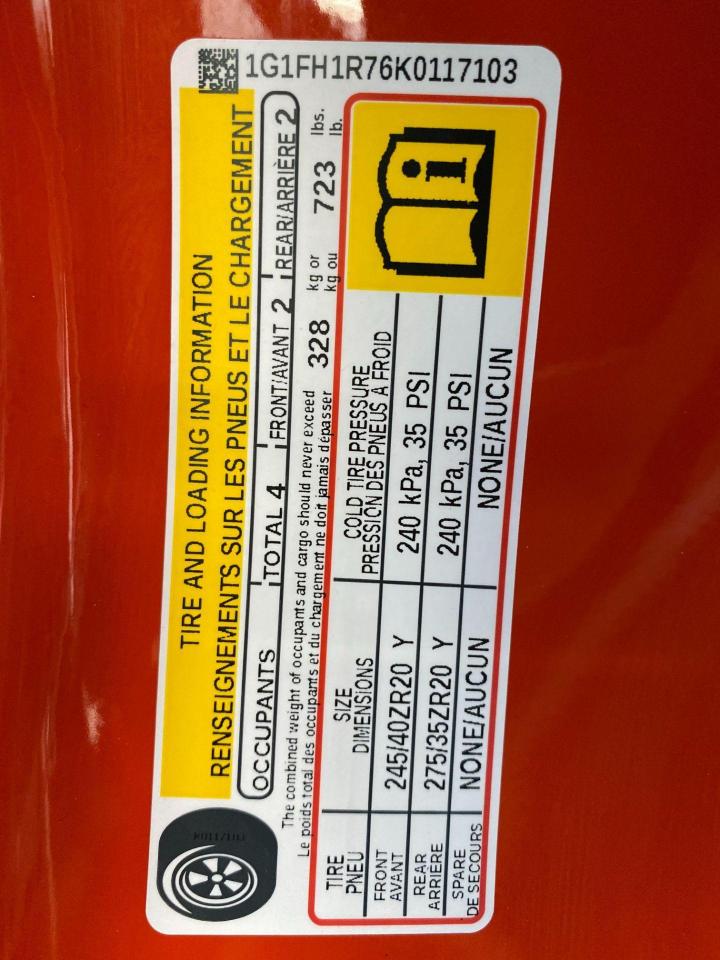 1G1FH1R76K0117103
TIRE AND LOADING INFORMATION
RENSEIGNEMENTS SUR LES PNEUS ET LE CHARGEMENT
OCCUPANTS TOTAL 4 FRONT/AVANT 2 REAR/ARRIÈRE 2
The combined weight of occupants and cargo should never exceed 328 kg or 723 lbs.
Le poids total des occupants et du chargement ne doit jamais dépasser kg ou lb.
TIRE SIZE COLD TIRE PRESSURE
PNEU DIMENSIONS PRESSION DES PNEUS A FROID
FRONT
AVANT 245/40ZR20 Y 240 kPa, 35 PSI
REAR
ARRIÈRE 275/35ZR20 Y 240 kPa, 35 PSI
SPARE
DE SECOURS NONE/AUCUN NONE/AUCUN
i
K0117103